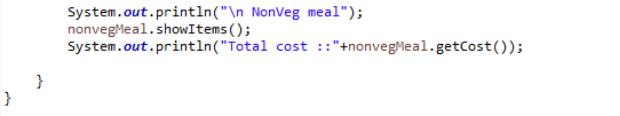 System.out.println("\n NonVeg meal");
nonvegMeal.showItems();
System.out.println("Total cost ::"+nonvegMeal.getCost());
}
}